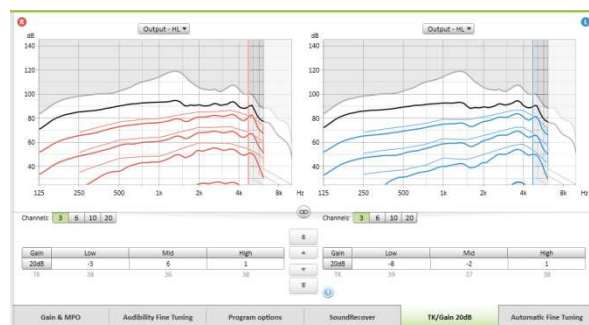 R
L
dB
Output - HL
dB
Output - HL
140
120
100
80
60
40
140
120
100
80
60
40
125 250 500 1k 2k 4k 8k Hz
125 250 500 1k 2k 4k 8k Hz
Channels: 3 6 10 20
Channels: 3 6 10 20
Gain Low Mid High
20dB -3 6 1
TK 38 36 38
Gain Low Mid High
20dB -8 -2 1
TK 39 37 38
Gain & MPO
Audibility Fine Tuning
Program options
SoundRecover
TK/Gain 20dB
Automatic Fine Tuning